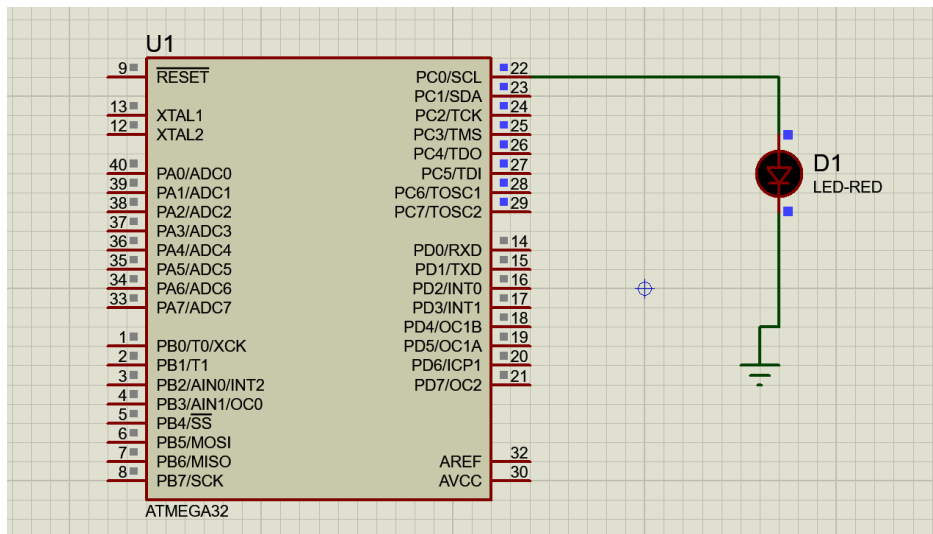 U1
9 RESET
13 XTAL1
12 XTAL2
40 PA0/ADC0
39 PA1/ADC1
38 PA2/ADC2
37 PA3/ADC3
36 PA4/ADC4
35 PA5/ADC5
34 PA6/ADC6
33 PA7/ADC7
1 PB0/T0/XCK
2 PB1/T1
3 PB2/AIN0/INT2
4 PB3/AIN1/OC0
5 PB4/SS
6 PB5/MOSI
7 PB6/MISO
8 PB7/SCK
PC0/SCL 22
PC1/SDA 23
PC2/TCK 24
PC3/TMS 25
PC4/TDO 26
PC5/TDI 27
PC6/TOSC1 28
PC7/TOSC2 29
PD0/RXD 14
PD1/TXD 15
PD2/INT0 16
PD3/INT1 17
PD4/OC1B 18
PD5/OC1A 19
PD6/ICP1 20
PD7/OC2 21
AREF 32
AVCC 30
ATMEGA32
D1
LED-RED